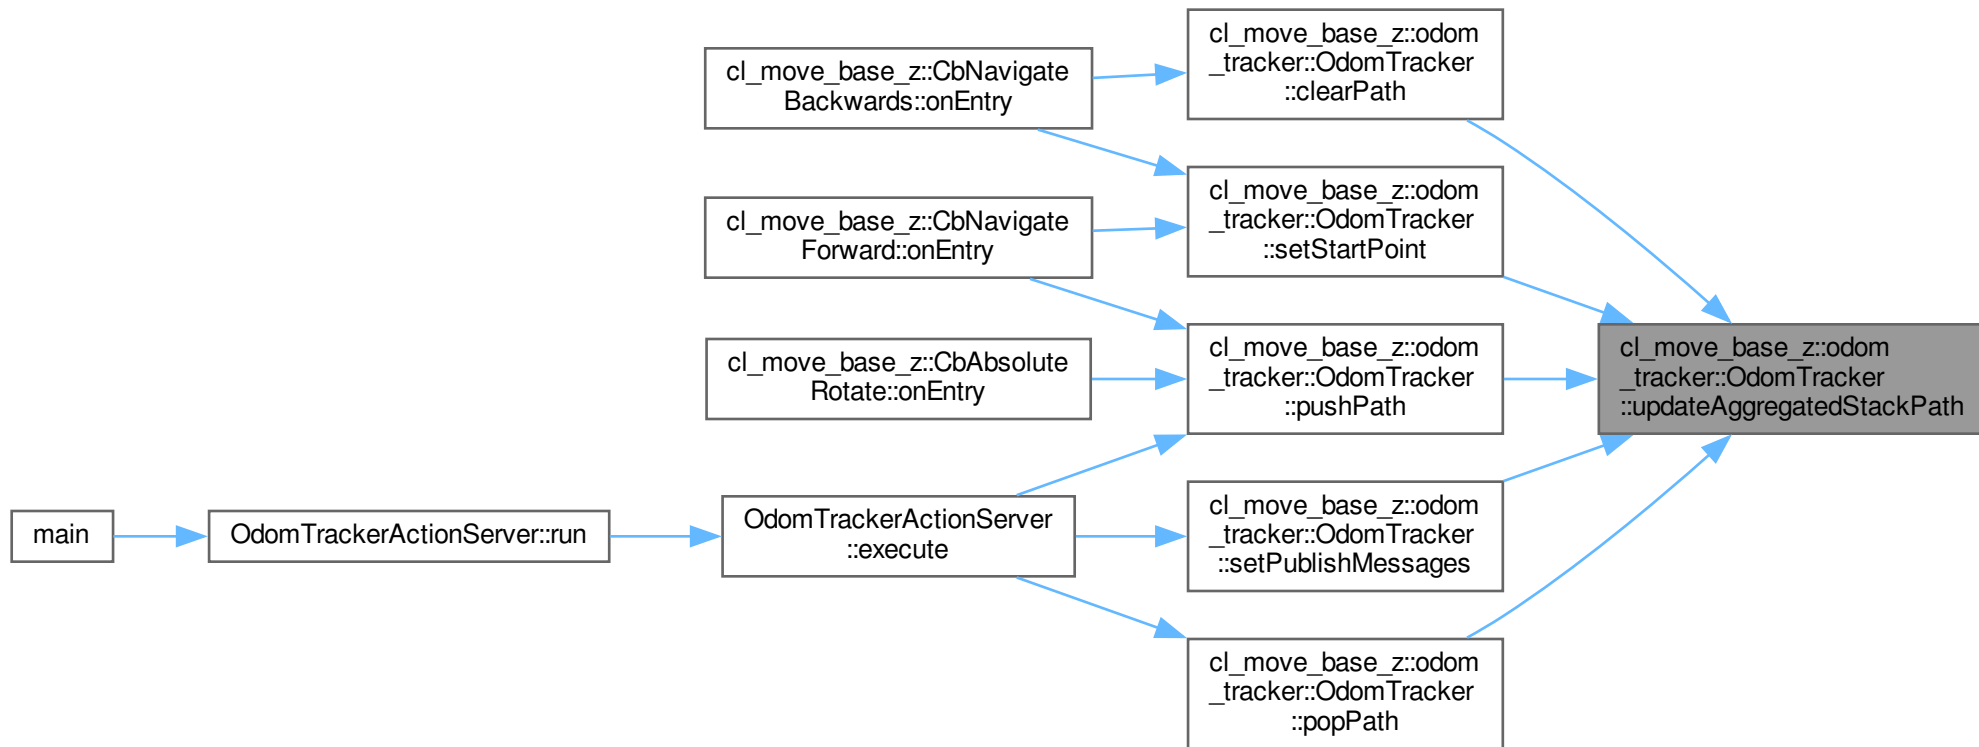 main
OdomTrackerActionServer::run
OdomTrackerActionServer
::execute
cl_move_base_z::CbNavigate
Backwards::onEntry
cl_move_base_z::CbNavigate
Forward::onEntry
cl_move_base_z::CbAbsolute
Rotate::onEntry
cl_move_base_z::odom
_tracker::OdomTracker
::clearPath
cl_move_base_z::odom
_tracker::OdomTracker
::setStartPoint
cl_move_base_z::odom
_tracker::OdomTracker
::pushPath
cl_move_base_z::odom
_tracker::OdomTracker
::setPublishMessages
cl_move_base_z::odom
_tracker::OdomTracker
::popPath
cl_move_base_z::odom
_tracker::OdomTracker
::updateAggregatedStackPath